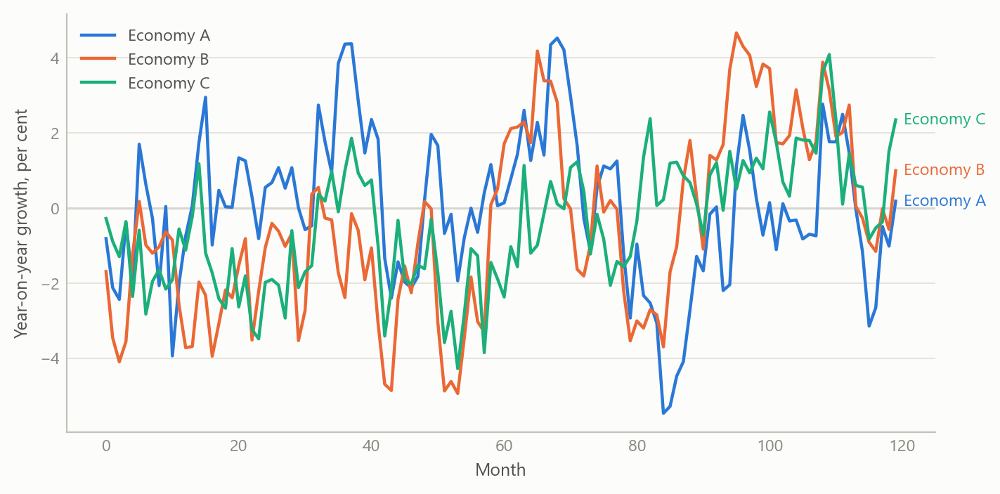 Economy A
Economy B
Economy C
4
2
0
−2
−4
Year-on-year growth, per cent
Economy C
Economy B
Economy A
0 20 40 60 80 100 120
Month